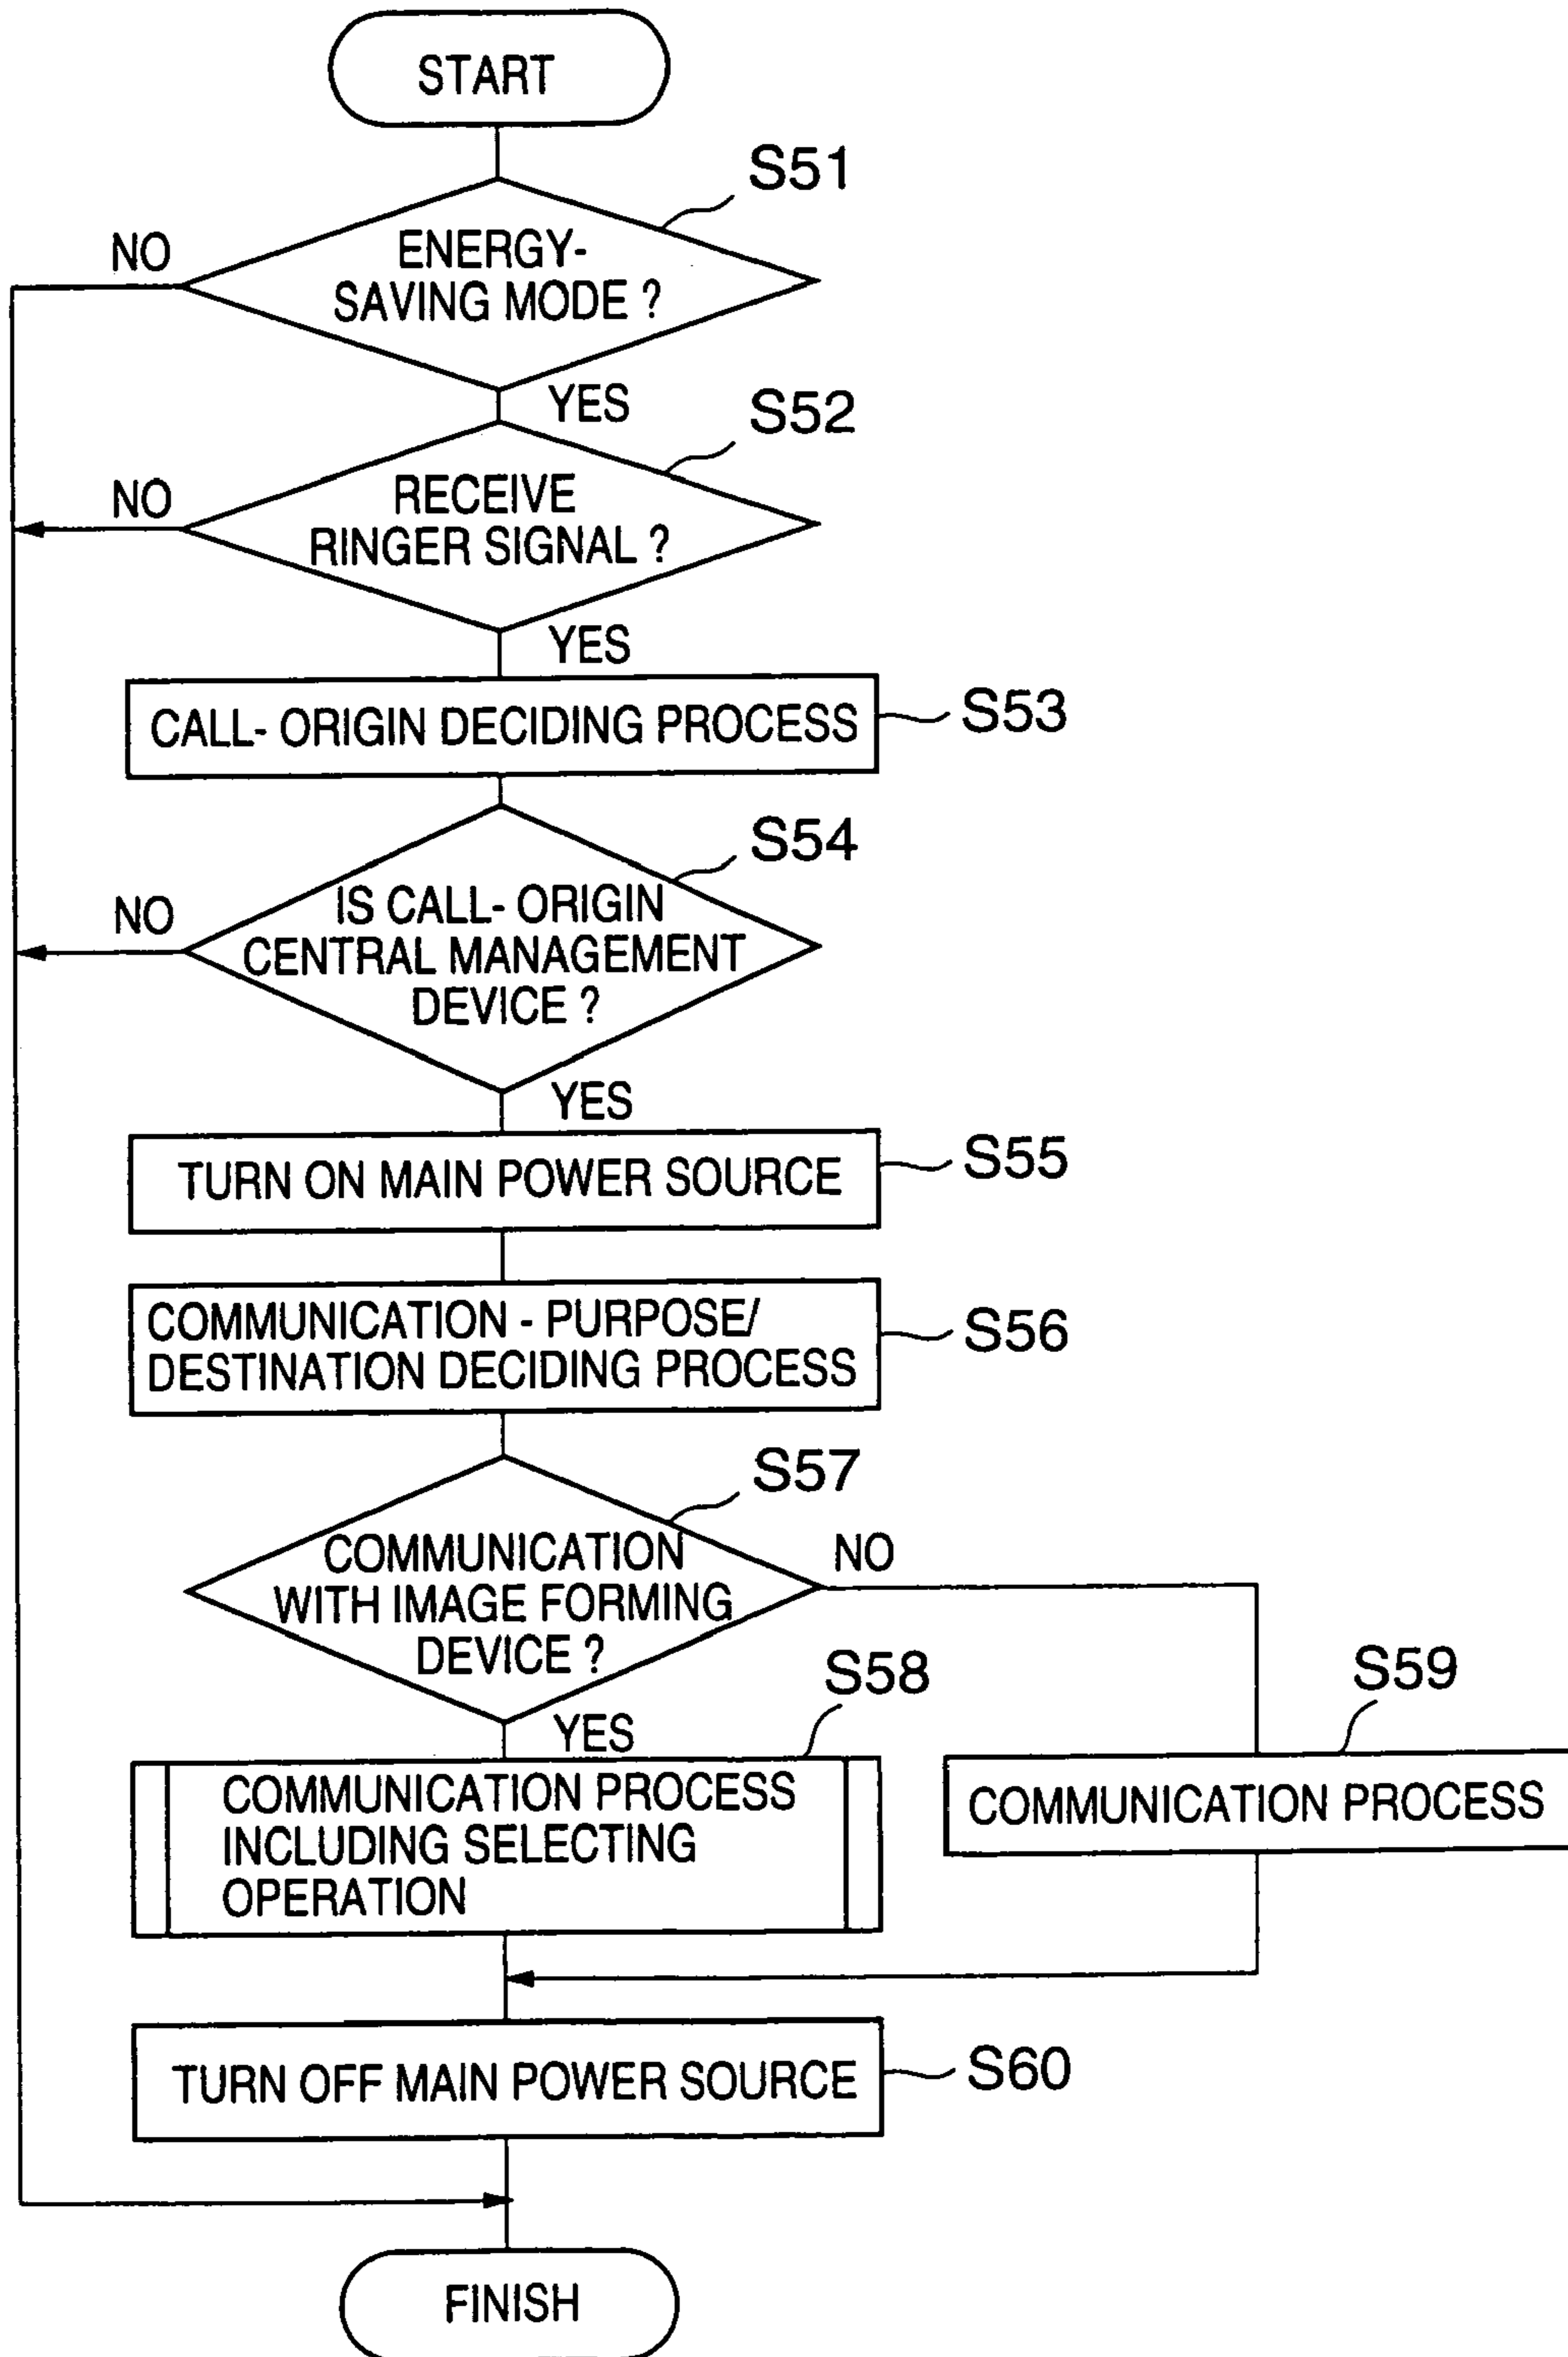 START
S51
NO
ENERGY-
SAVING MODE ?
YES
S52
NO
RECEIVE
RINGER SIGNAL ?
YES
CALL- ORIGIN DECIDING PROCESS
S53
S54
NO
IS CALL- ORIGIN
CENTRAL MANAGEMENT
DEVICE ?
YES
TURN ON MAIN POWER SOURCE
S55
COMMUNICATION - PURPOSE/
DESTINATION DECIDING PROCESS
S56
S57
COMMUNICATION
WITH IMAGE FORMING
DEVICE ?
NO
YES
S58
S59
COMMUNICATION PROCESS
INCLUDING SELECTING
OPERATION
COMMUNICATION PROCESS
TURN OFF MAIN POWER SOURCE
S60
FINISH